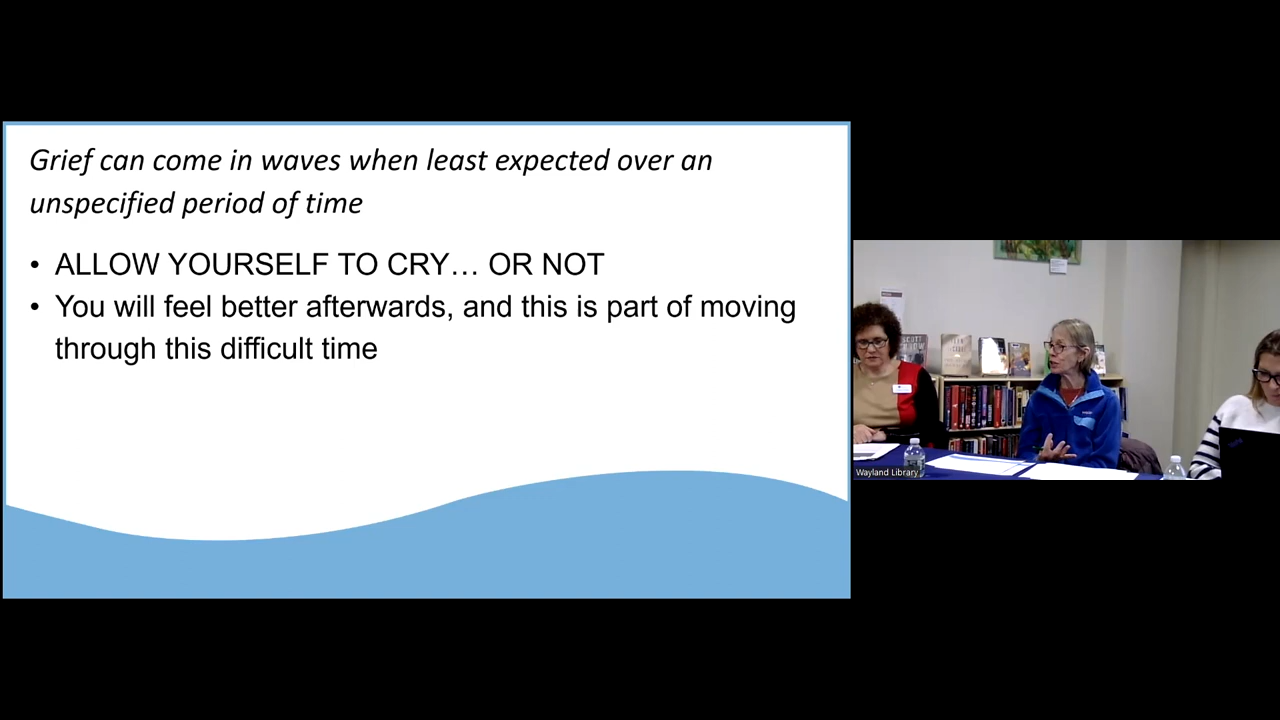 Grief can come in waves when least expected over an
unspecified period of time
• ALLOW YOURSELF TO CRY… OR NOT
• You will feel better afterwards, and this is part of moving
through this difficult time
Wayland Library